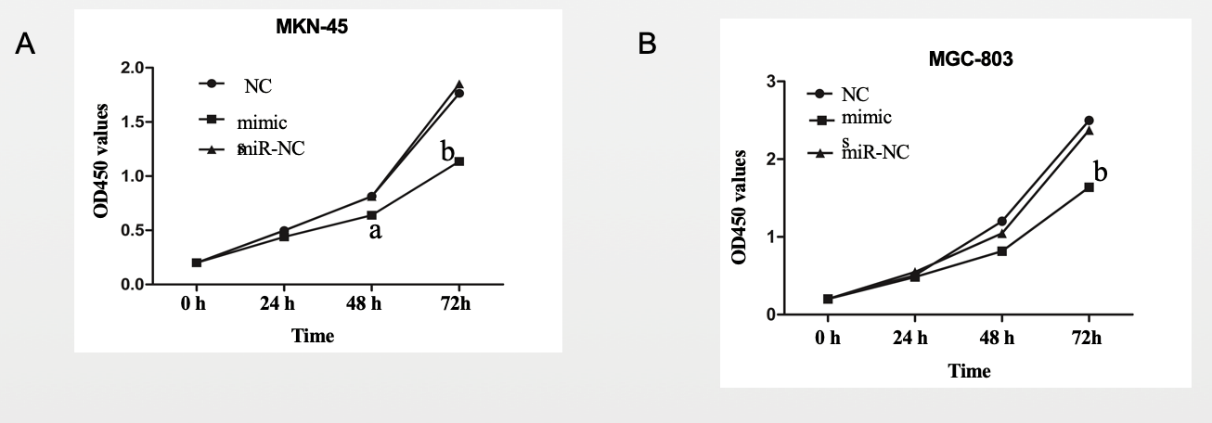 A
MKN-45
OD450 values
2.0
1.5
1.0
0.5
0.0
NC
mimic
s
miR-NC
b
a
0 h 24 h 48 h 72h
Time
B
MGC-803
OD450 values
3
2
1
0
NC
mimic
s
miR-NC
b
0 h 24 h 48 h 72h
Time